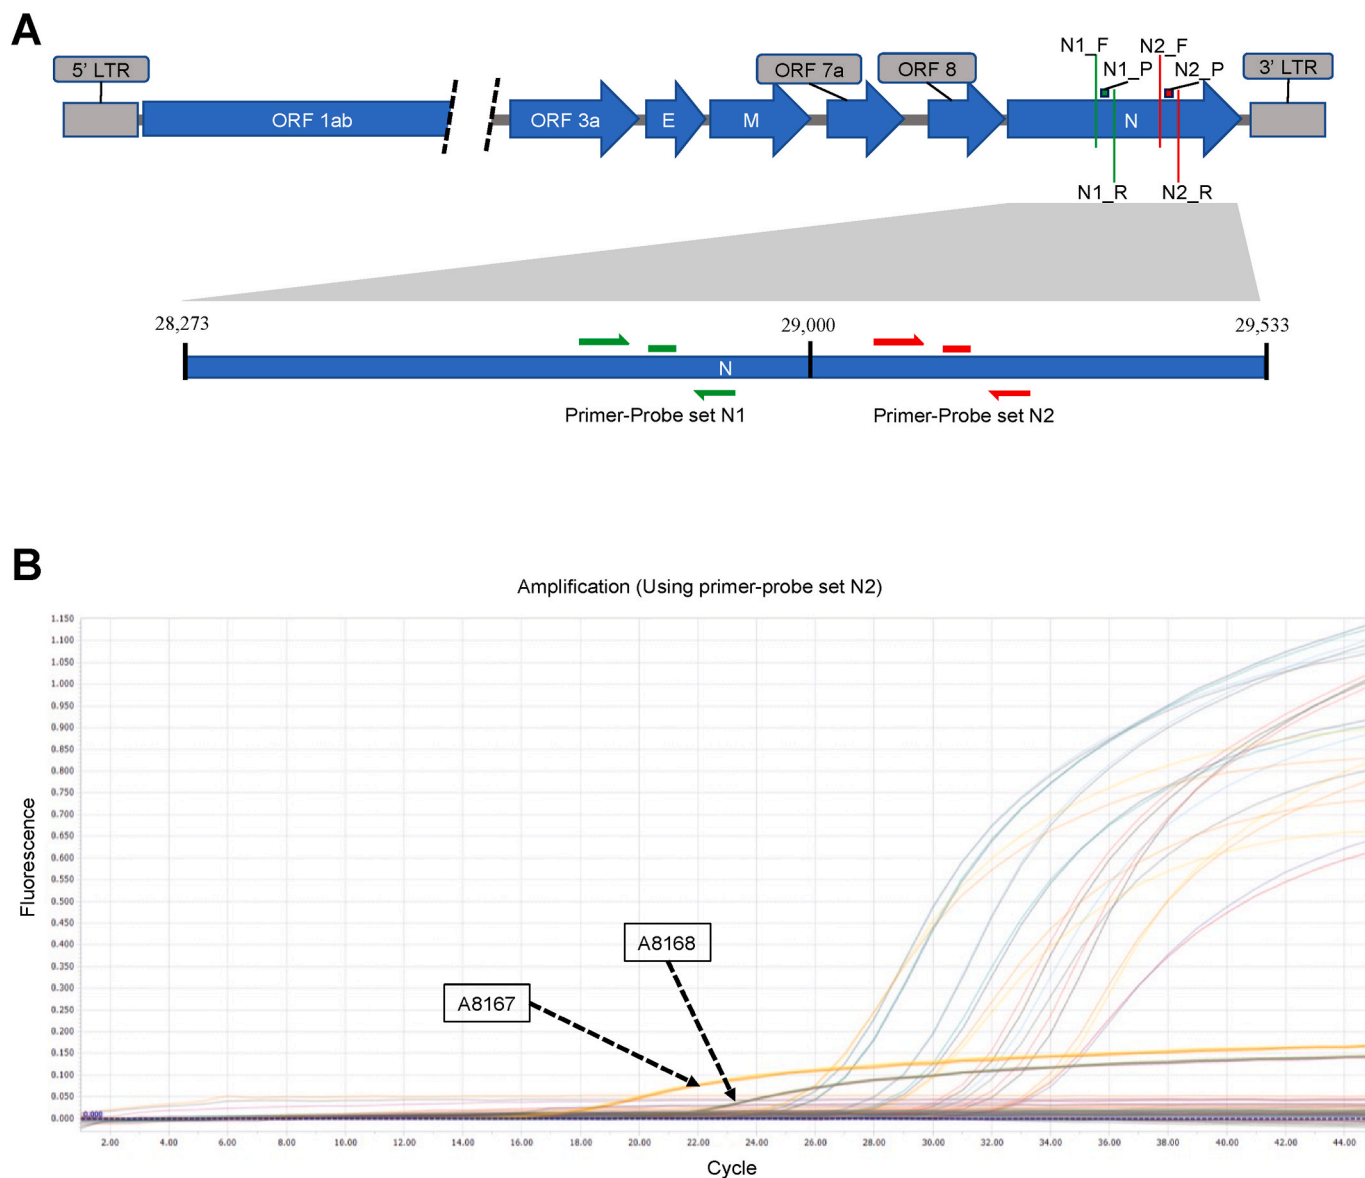 A
N1_F
N2_F
5' LTR
ORF 7a
ORF 8
N1_P
N2_P
3' LTR
ORF 1ab
ORF 3a
E
M
N
N1_R
N2_R
28,273
29,000
29,533
N
Primer-Probe set N1
Primer-Probe set N2
B
Amplification (Using primer-probe set N2)
1.150
1.100
1.050
1.000
0.950
0.900
0.850
0.800
0.750
0.700
0.650
0.600
0.550
0.500
0.450
0.400
0.350
0.300
0.250
0.200
0.150
0.100
0.050
0.000
Fluorescence
A8168
A8167
0.000
2.00 4.00 6.00 8.00 10.00 12.00 14.00 16.00 18.00 20.00 22.00 24.00 26.00 28.00 30.00 32.00 34.00 36.00 38.00 40.00 42.00 44.00
Cycle